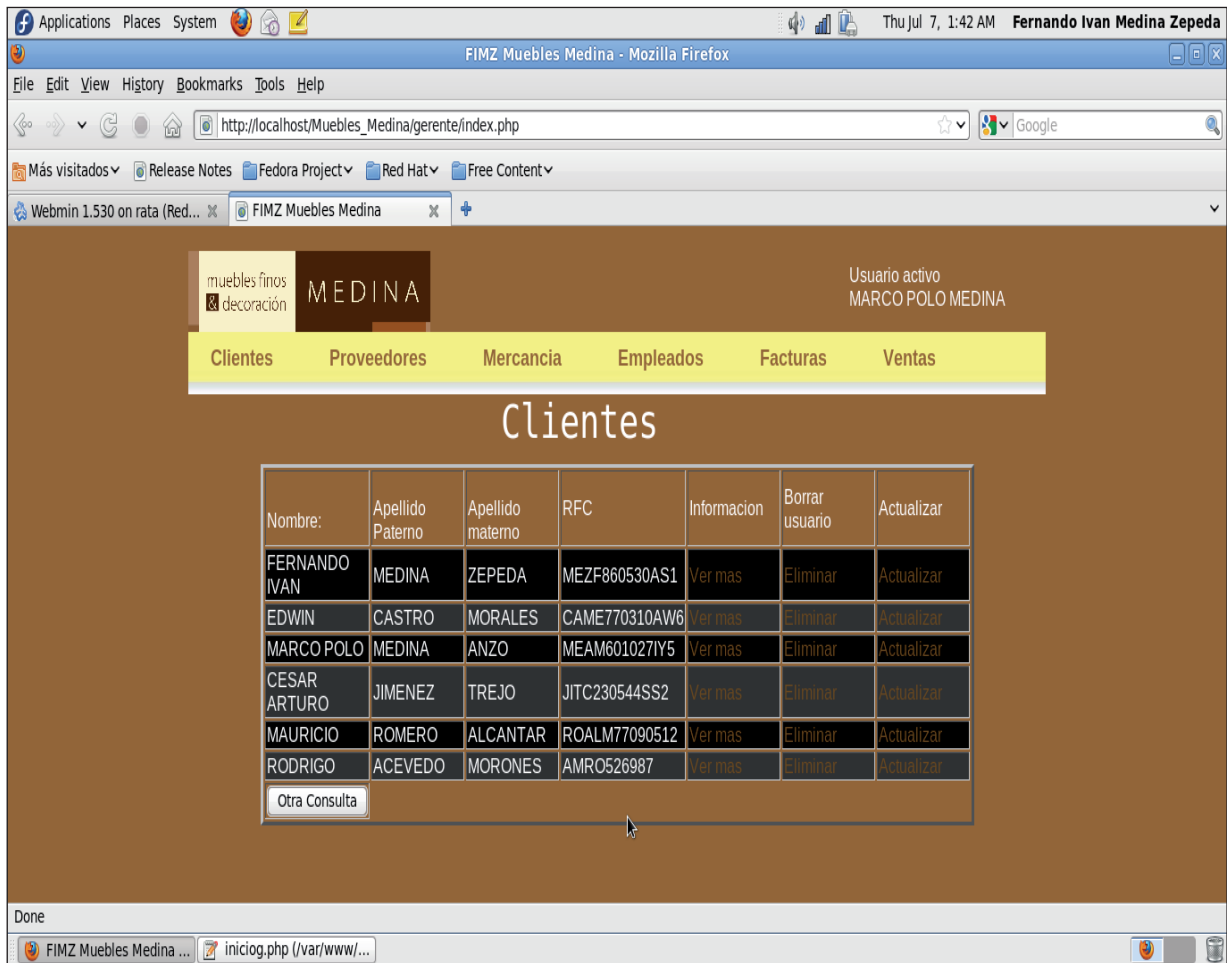 Applications Places System Thu Jul 7, 1:42 AM Fernando Ivan Medina Zepeda
FIMZ Muebles Medina - Mozilla Firefox
File Edit View History Bookmarks Tools Help
http://localhost/Muebles_Medina/gerente/index.php Google
Más visitados Release Notes Fedora Project Red Hat Free Content
Webmin 1.530 on rata (Red... FIMZ Muebles Medina
muebles finos
& decoración
MEDINA
Usuario activo
MARCO POLO MEDINA
Clientes Proveedores Mercancia Empleados Facturas Ventas
Clientes
Nombre: Apellido Paterno Apellido materno RFC Informacion Borrar usuario Actualizar
FERNANDO IVAN MEDINA ZEPEDA MEZF860530AS1 Ver mas Eliminar Actualizar
EDWIN CASTRO MORALES CAME770310AW6 Ver mas Eliminar Actualizar
MARCO POLO MEDINA ANZO MEAM601027IY5 Ver mas Eliminar Actualizar
CESAR ARTURO JIMENEZ TREJO JITC230544SS2 Ver mas Eliminar Actualizar
MAURICIO ROMERO ALCANTAR ROALM77090512 Ver mas Eliminar Actualizar
RODRIGO ACEVEDO MORONES AMRO526987 Ver mas Eliminar Actualizar
Otra Consulta
Done
FIMZ Muebles Medina ... iniciog.php (/var/www/...